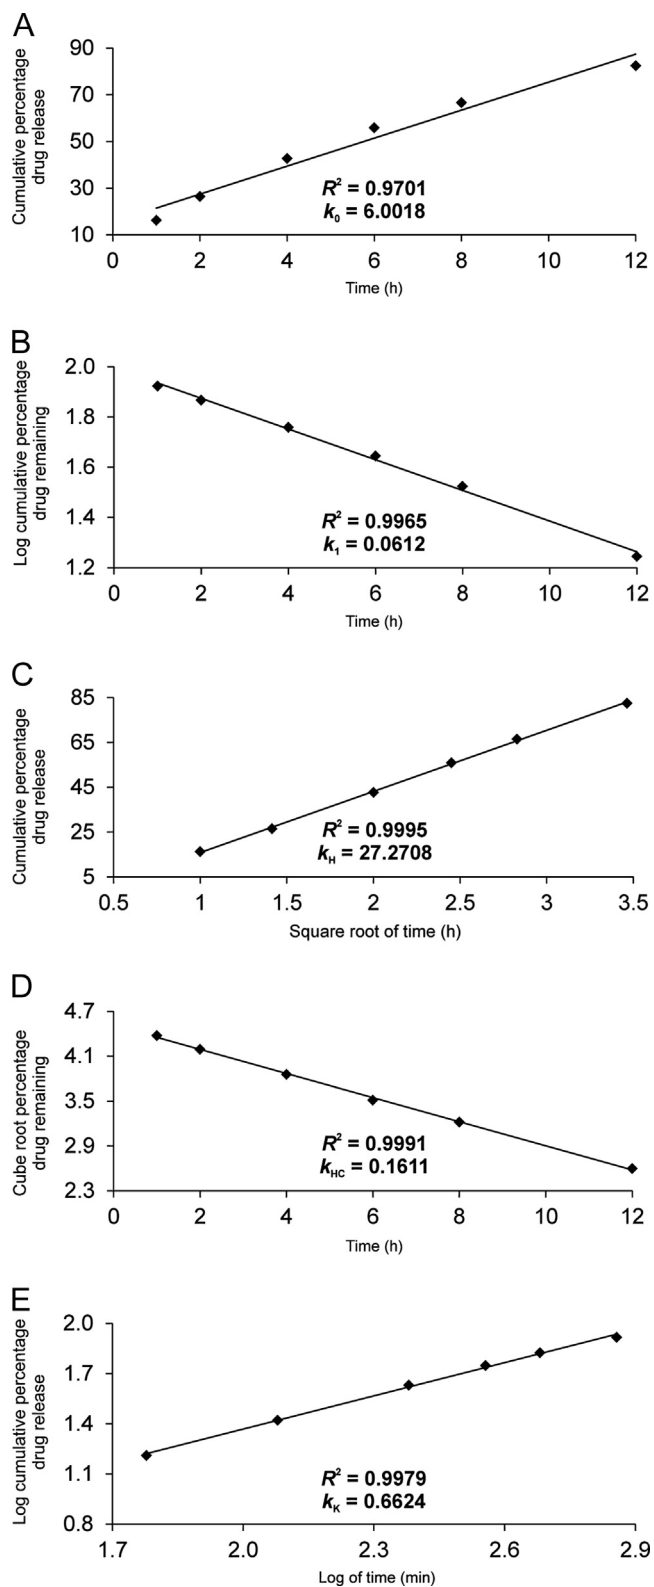 A
Cumulative percentage
drug release
90
70
50
30
10
R² = 0.9701
k₀ = 6.0018
0 2 4 6 8 10 12
Time (h)
B
Log cumulative percentage
drug remaining
2.0
1.8
1.6
1.4
1.2
R² = 0.9965
k₁ = 0.0612
0 2 4 6 8 10 12
Time (h)
C
Cumulative percentage
drug release
85
65
45
25
5
R² = 0.9995
k_H = 27.2708
0.5 1 1.5 2 2.5 3 3.5
Square root of time (h)
D
Cube root percentage
drug remaining
4.7
4.1
3.5
2.9
2.3
R² = 0.9991
k_HC = 0.1611
0 2 4 6 8 10 12
Time (h)
E
Log cumulative percentage
drug release
2.0
1.7
1.4
1.1
0.8
R² = 0.9979
k_K = 0.6624
1.7 2.0 2.3 2.6 2.9
Log of time (min)